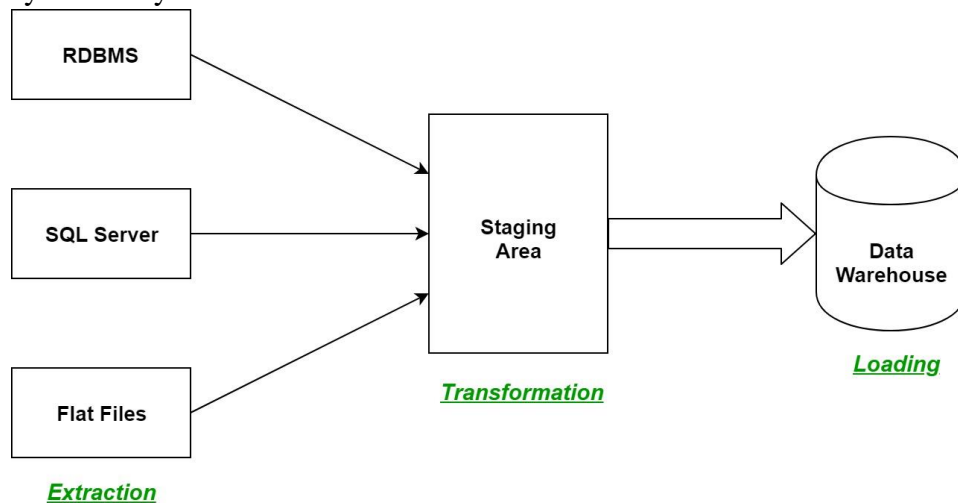 RDBMS
SQL Server
Flat Files
Extraction
Staging
Area
Transformation
Data
Warehouse
Loading